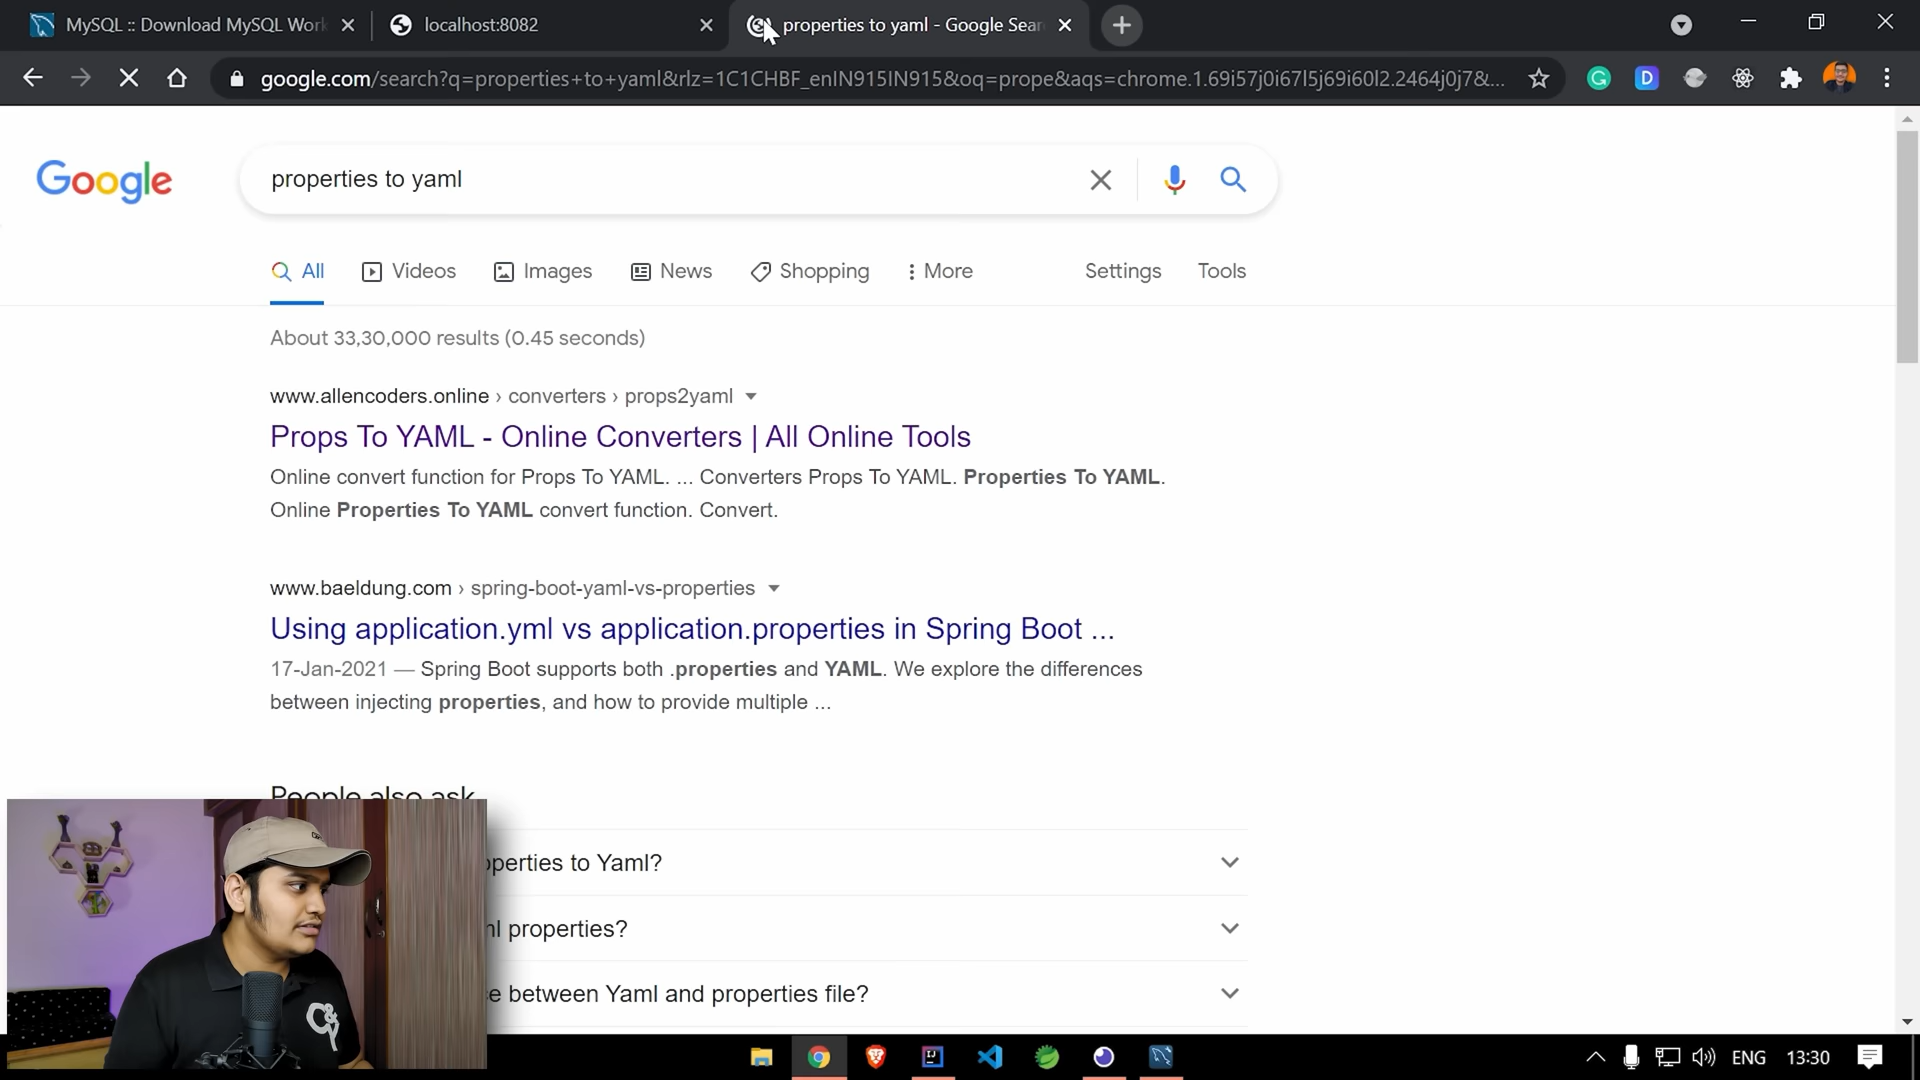 MySQL :: Download MySQL Work
localhost:8082
properties to yaml - Google Sear
google.com/search?q=properties+to+yaml&rlz=1C1CHBF_enIN915IN915&oq=prope&aqs=chrome.1.69i57j0i67l5j69i60l2.2464j0j7&...
Google
properties to yaml
All
Videos
Images
News
Shopping
More
Settings
Tools
About 33,30,000 results (0.45 seconds)
www.allencoders.online › converters › props2yaml
Props To YAML - Online Converters | All Online Tools
Online convert function for Props To YAML. ... Converters Props To YAML. Properties To YAML.
Online Properties To YAML convert function. Convert.
www.baeldung.com › spring-boot-yaml-vs-properties
Using application.yml vs application.properties in Spring Boot ...
17-Jan-2021 — Spring Boot supports both .properties and YAML. We explore the differences
between injecting properties, and how to provide multiple ...
People also ask
operties to Yaml?
ml properties?
ce between Yaml and properties file?
ENG
13:30